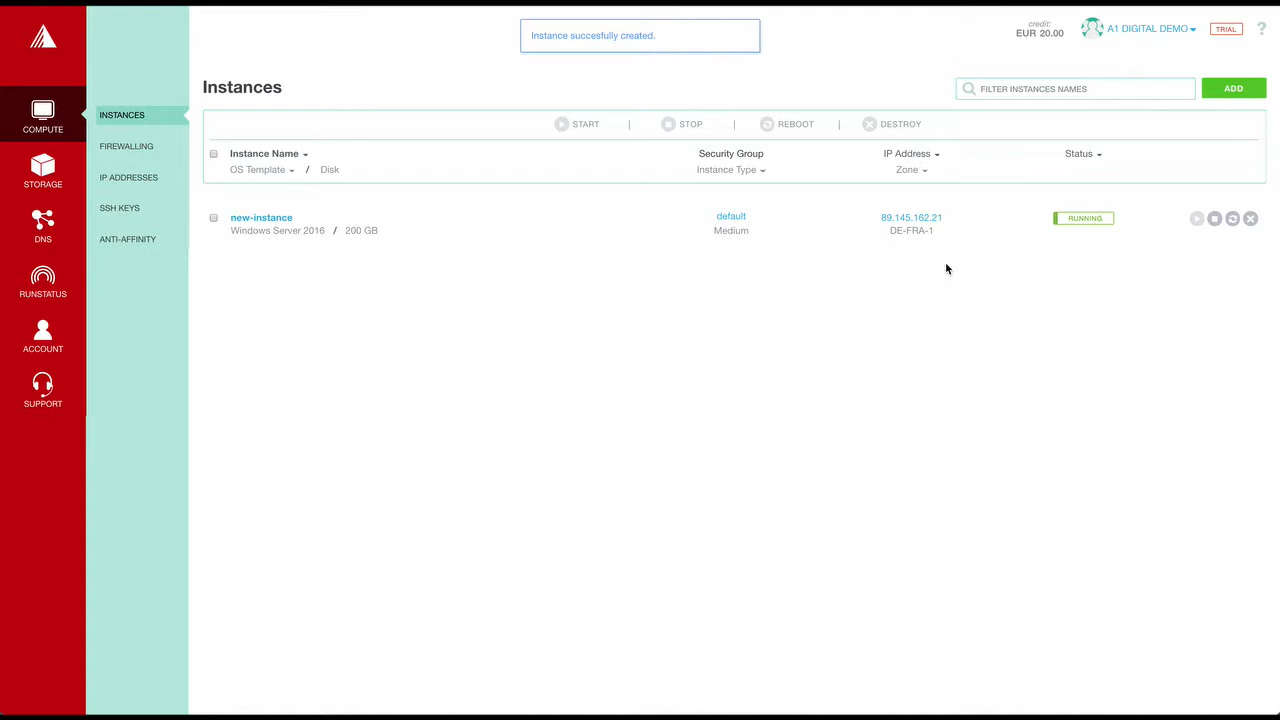 Instance succesfully created.
credit:
EUR 20.00
A1 DIGITAL DEMO
TRIAL
?
COMPUTE
STORAGE
DNS
RUNSTATUS
ACCOUNT
SUPPORT
INSTANCES
FIREWALLING
IP ADDRESSES
SSH KEYS
ANTI-AFFINITY
Instances
FILTER INSTANCES NAMES
ADD
START | STOP | REBOOT | DESTROY
Instance Name Security Group IP Address Status
OS Template / Disk Instance Type Zone
new-instance default 89.145.162.21 RUNNING
Windows Server 2016 / 200 GB Medium DE-FRA-1